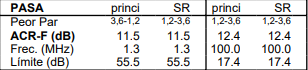 PASA princi SR princi SR
Peor Par 3,6-1,2 1,2-3,6 1,2-3,6 1,2-3,6
ACR-F (dB) 11.5 11.5 12.4 12.4
Frec. (MHz) 1.3 1.3 100.0 100.0
Límite (dB) 55.5 55.5 17.4 17.4